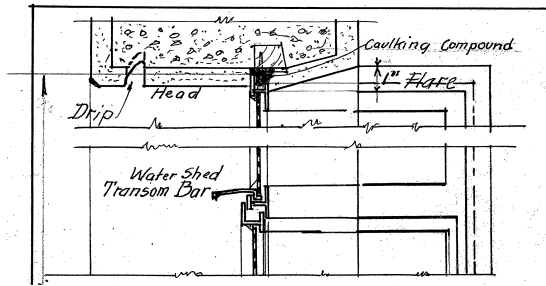 Caulking Compound
1" Flare
Head
Drip
Water Shed
Transom Bar